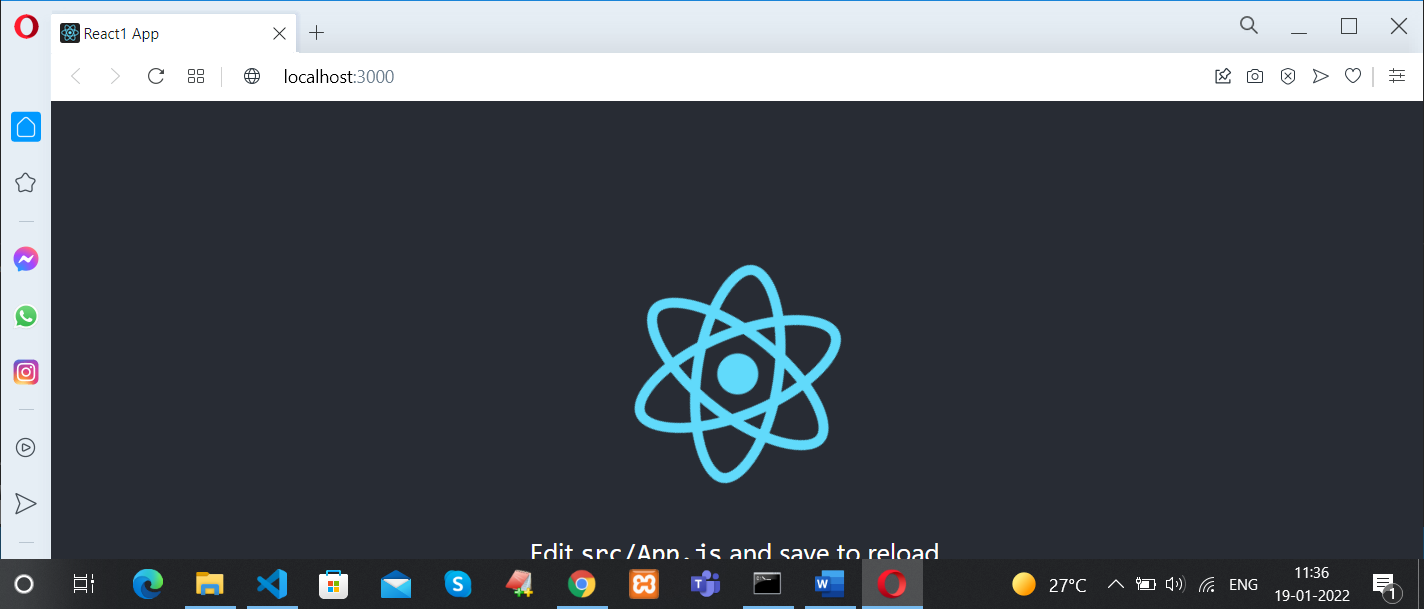 React1 App
localhost:3000
Edit src/App.js and save to reload
27°C
ENG
11:36
19-01-2022
1